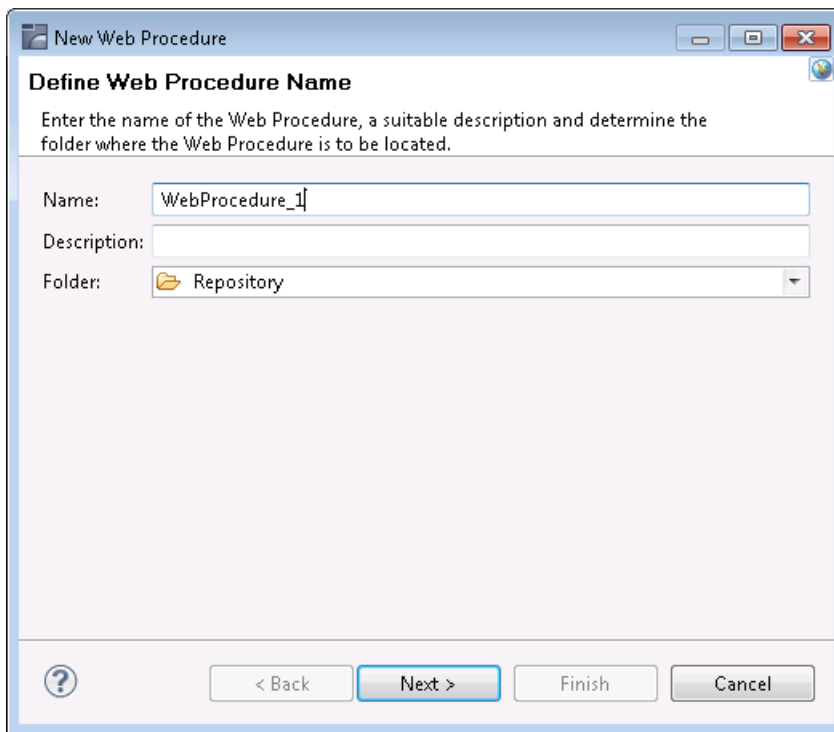 New Web Procedure
Define Web Procedure Name
Enter the name of the Web Procedure, a suitable description and determine the
folder where the Web Procedure is to be located.
Name: WebProcedure_1
Description:
Folder: Repository
? < Back Next > Finish Cancel